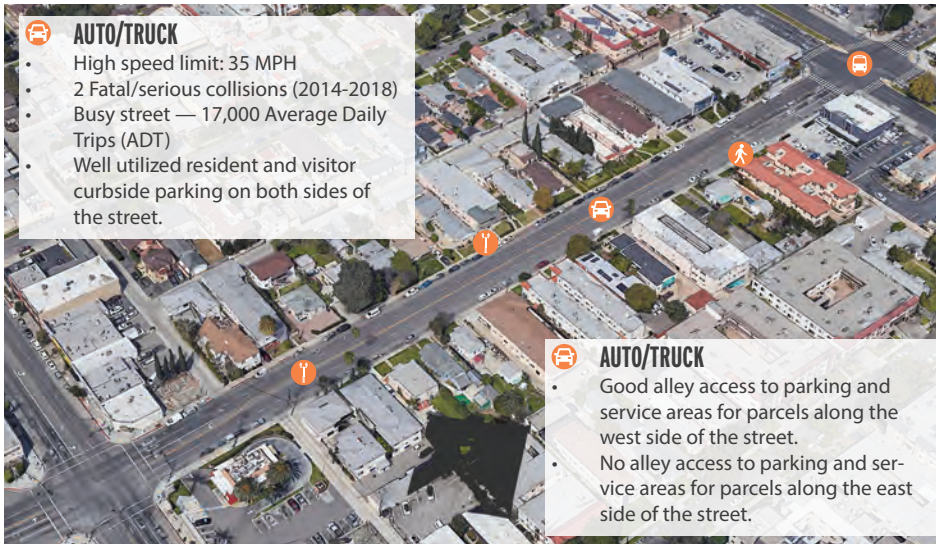 AUTO/TRUCK
• High speed limit: 35 MPH
• 2 Fatal/serious collisions (2014-2018)
• Busy street — 17,000 Average Daily
Trips (ADT)
• Well utilized resident and visitor
curbside parking on both sides of
the street.
AUTO/TRUCK
• Good alley access to parking and
service areas for parcels along the
west side of the street.
• No alley access to parking and ser-
vice areas for parcels along the east
side of the street.